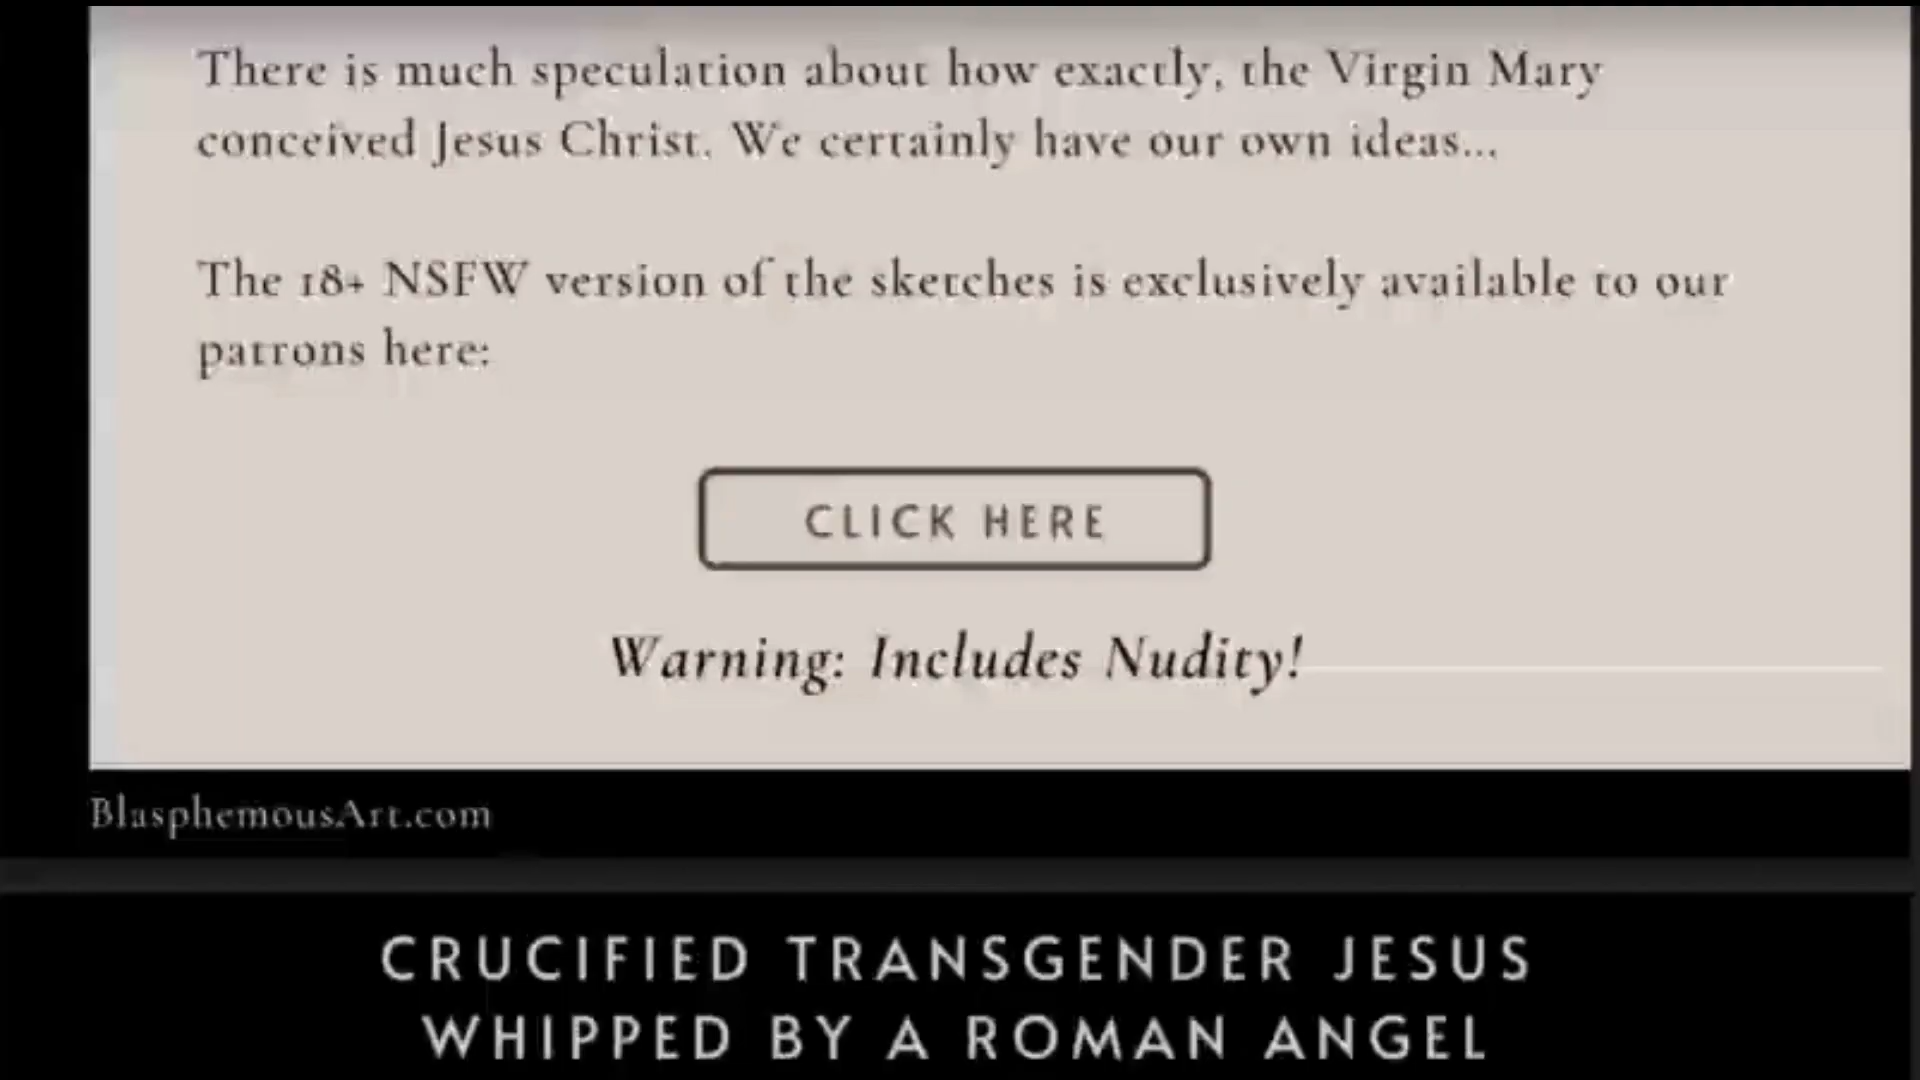 There is much speculation about how exactly, the Virgin Mary
conceived Jesus Christ. We certainly have our own ideas...
The 18+ NSFW version of the sketches is exclusively available to our
patrons here:
CLICK HERE
Warning: Includes Nudity!
BlasphemousArt.com
CRUCIFIED TRANSGENDER JESUS
WHIPPED BY A ROMAN ANGEL